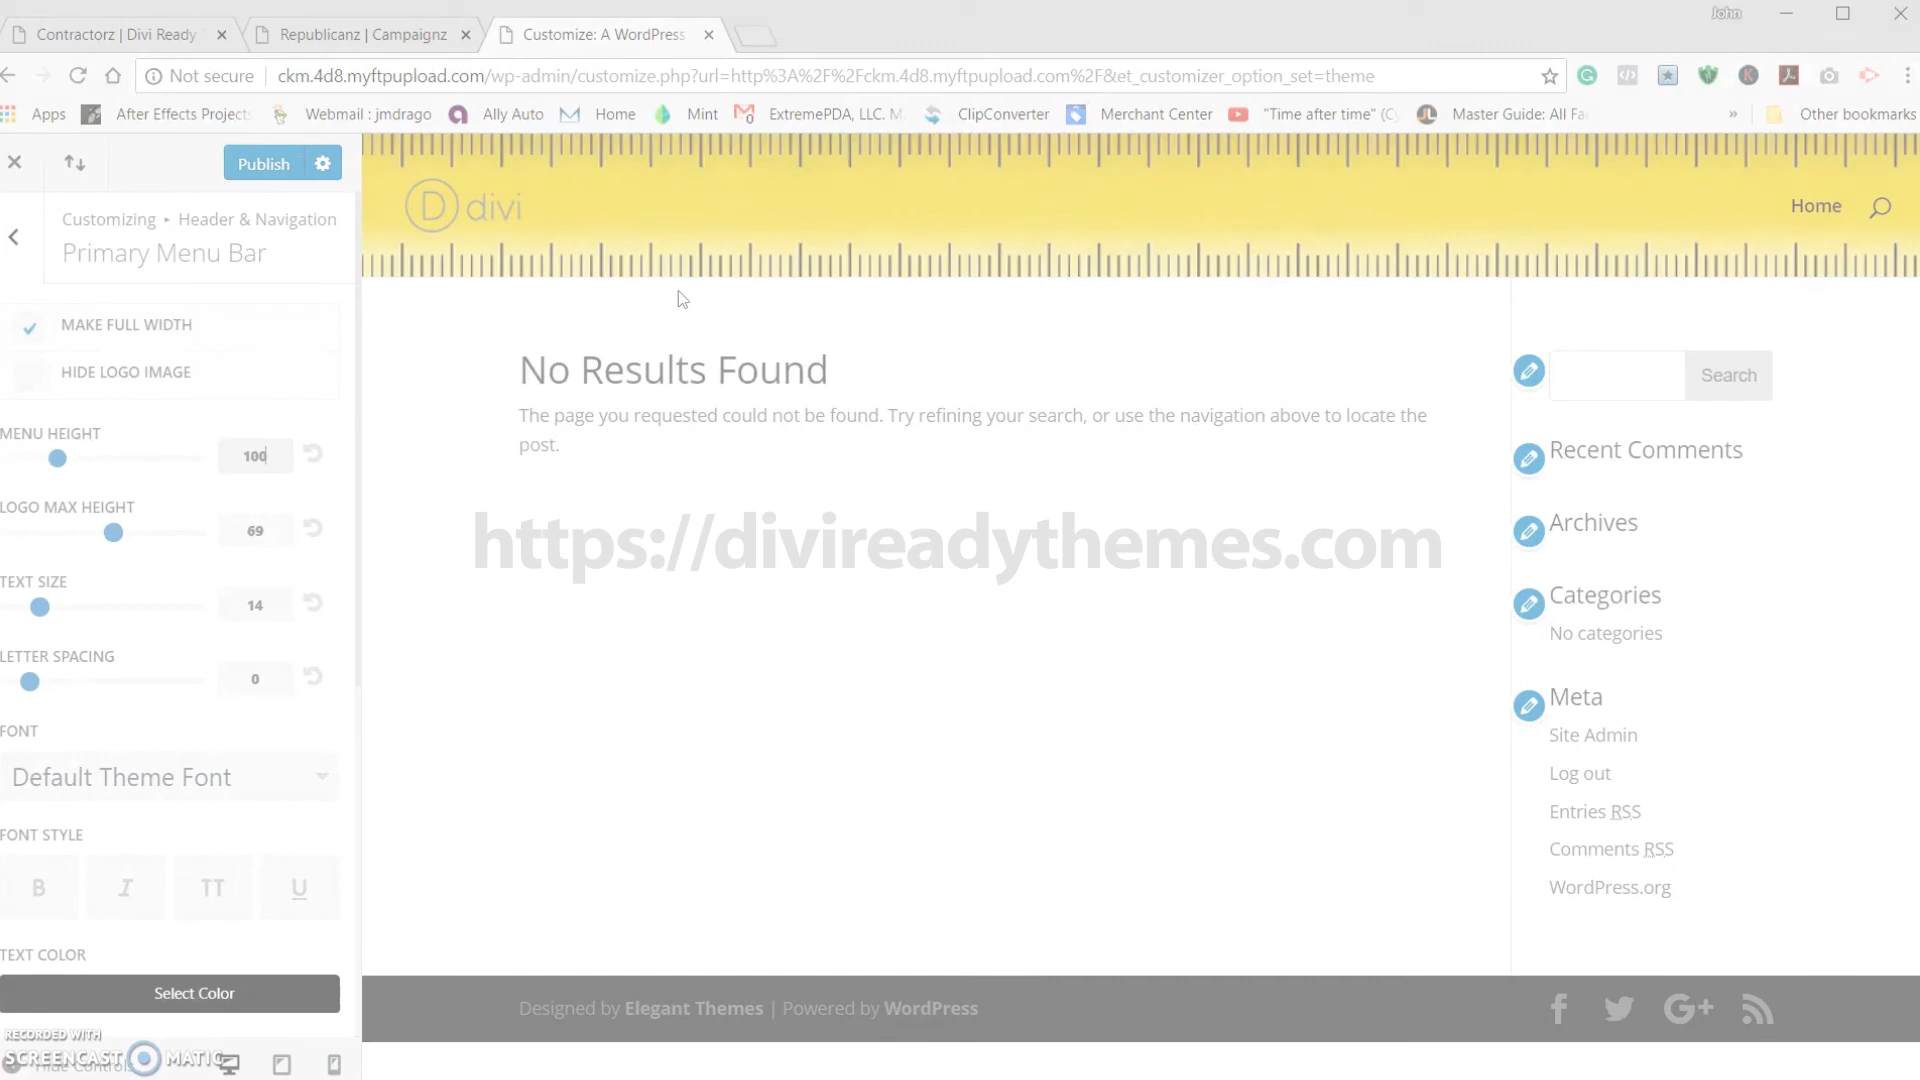 John
Contractorz | Divi Ready
Republicanz | Campaignz
Customize: A WordPress
Not secure
ckm.4d8.myftpupload.com/wp-admin/customize.php?url=http%3A%2F%2Fckm.4d8.myftpupload.com%2F&et_customizer_option_set=theme
Apps
After Effects Projects
Webmail : jmdrago
Ally Auto
Home
Mint
ExtremePDA, LLC. M
ClipConverter
Merchant Center
"Time after time" (Cy
Master Guide: All Fa
»
Other bookmarks
Publish
Customizing ▸ Header & Navigation
Primary Menu Bar
MAKE FULL WIDTH
HIDE LOGO IMAGE
MENU HEIGHT
100
LOGO MAX HEIGHT
69
TEXT SIZE
14
LETTER SPACING
0
FONT
Default Theme Font
FONT STYLE
B I TT U
TEXT COLOR
Select Color
RECORDED WITH
SCREENCAST MATIC
Hide Controls
D divi
Home
No Results Found
The page you requested could not be found. Try refining your search, or use the navigation above to locate the
post.
https://divireadythemes.com
Search
Recent Comments
Archives
Categories
No categories
Meta
Site Admin
Log out
Entries RSS
Comments RSS
WordPress.org
Designed by Elegant Themes | Powered by WordPress